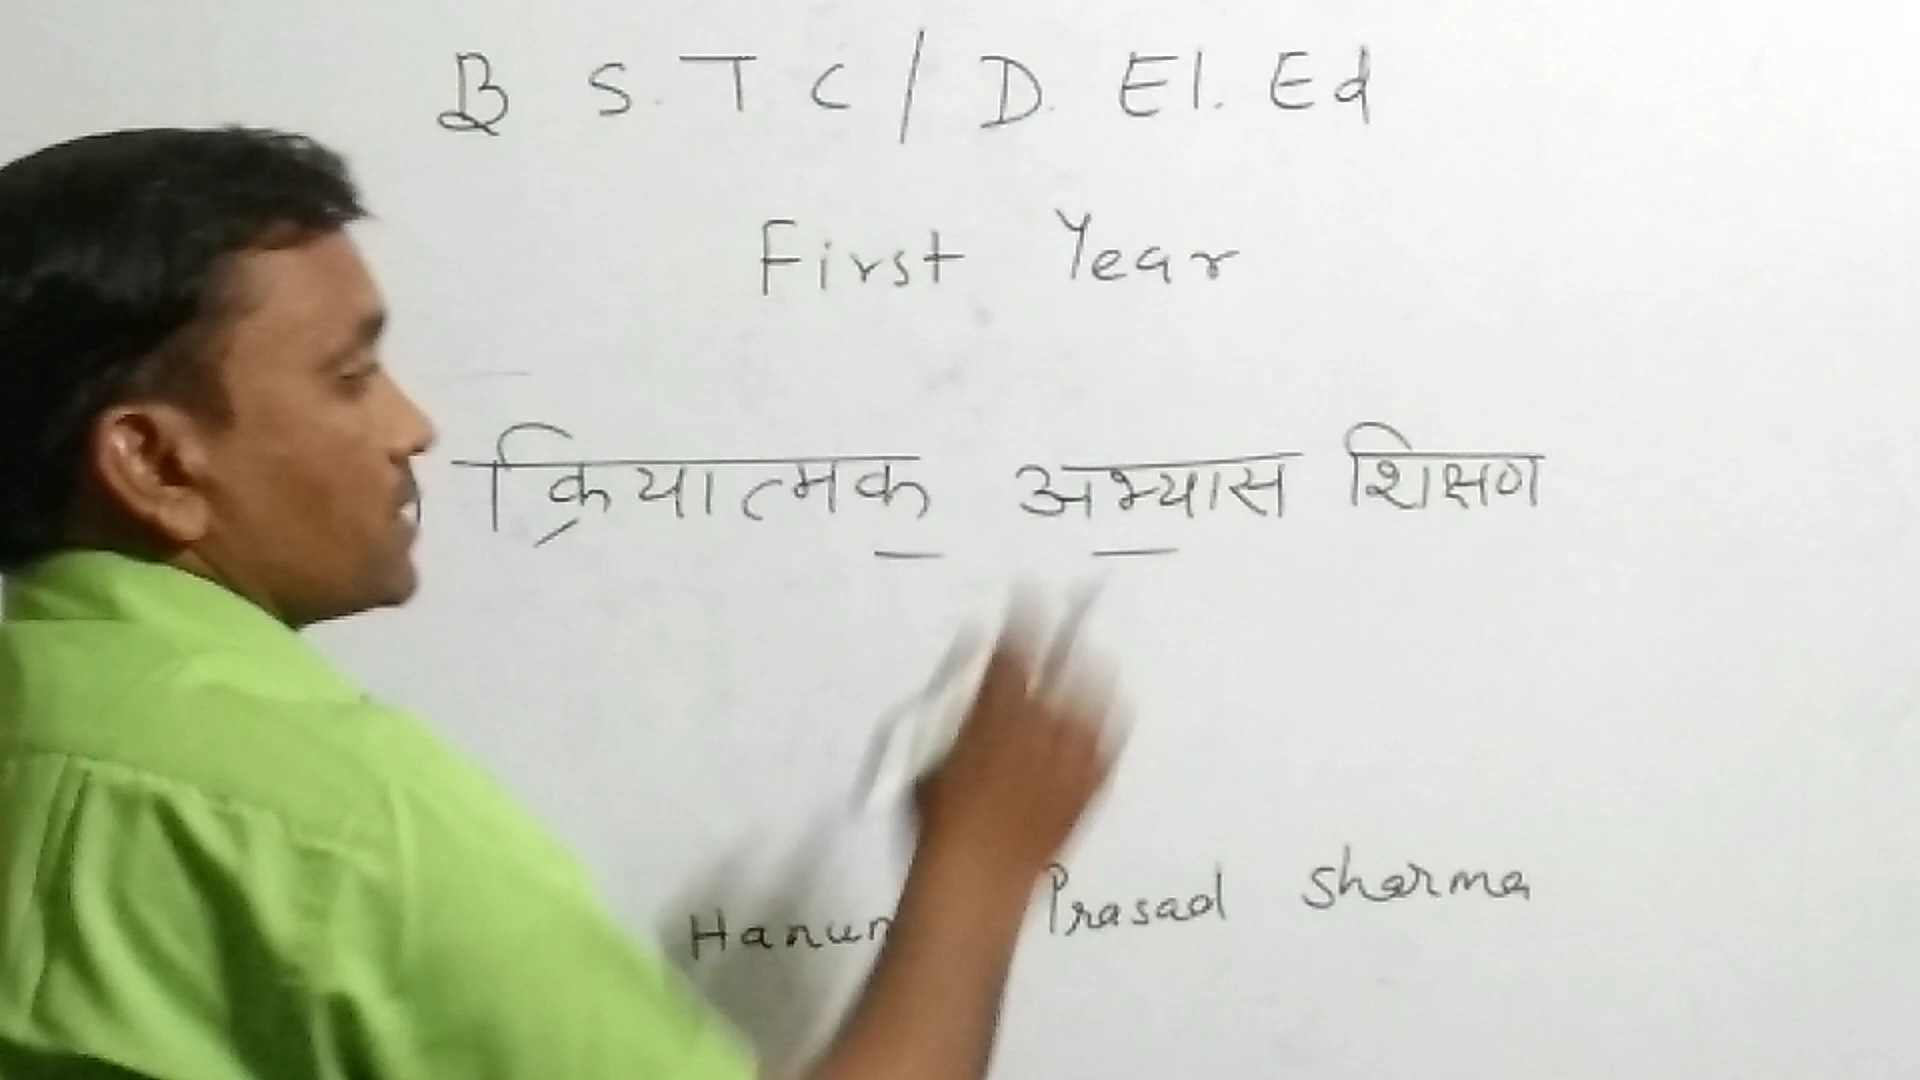 B S. T C / D. El. Ed
First Year
क्रियात्मक अभ्यास शिक्षण
Prasad Sharma